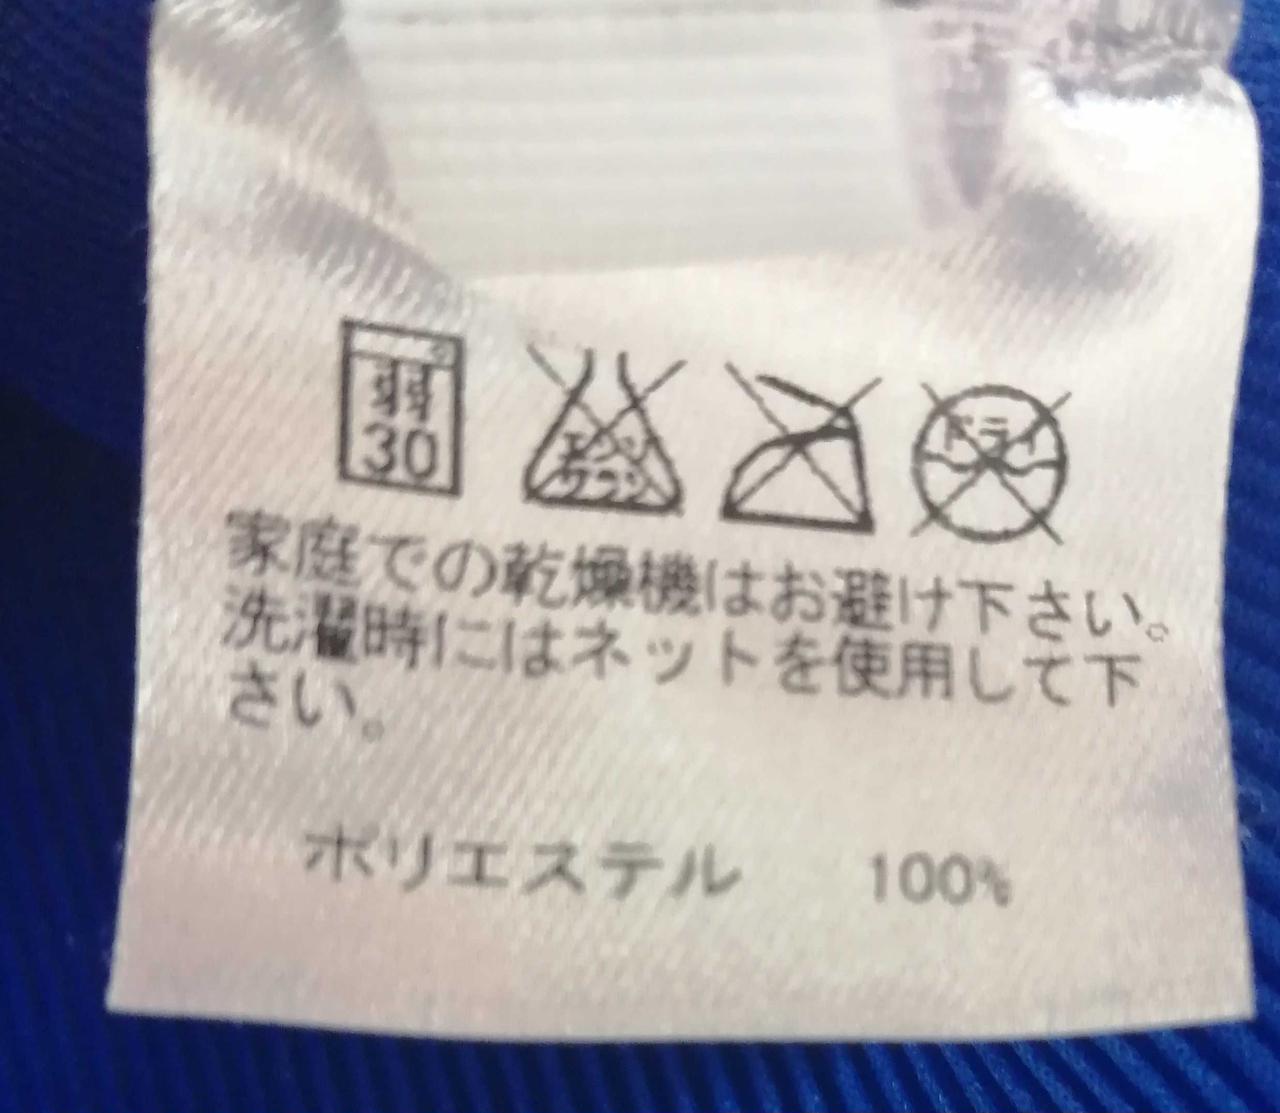 弱
30
エンソ
サラシ
ドライ
家庭での乾燥機はお避け下さい。
洗濯時にはネットを使用して下
さい。
ポリエステル 100%